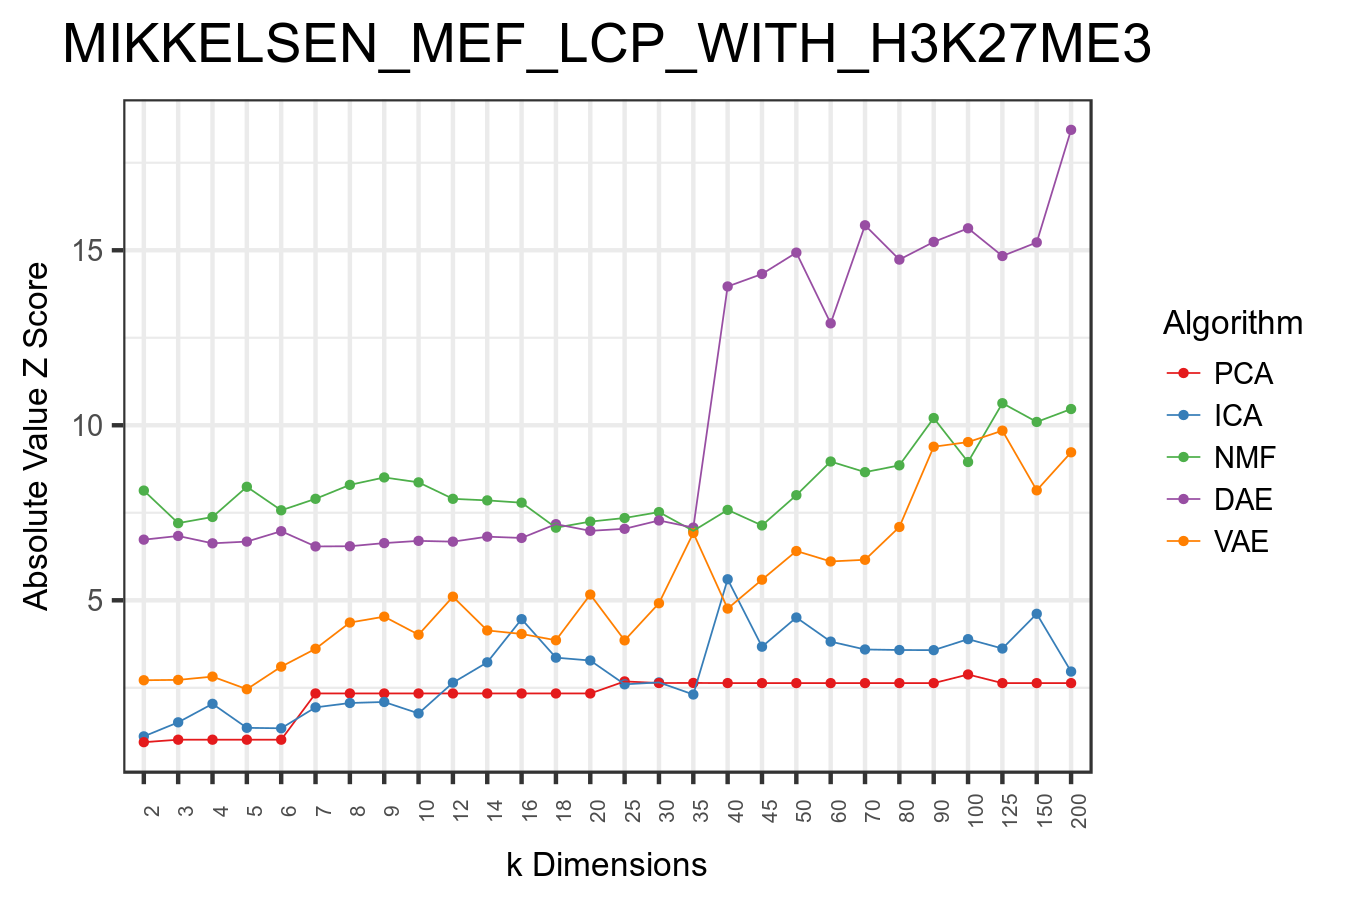 MIKKELSEN_MEF_LCP_WITH_H3K27ME3
Absolute Value Z Score
15
10
5
2 3 4 5 6 7 8 9 10 12 14 16 18 20 25 30 35 40 45 50 60 70 80 90 100 125 150 200
k Dimensions
Algorithm
PCA
ICA
NMF
DAE
VAE